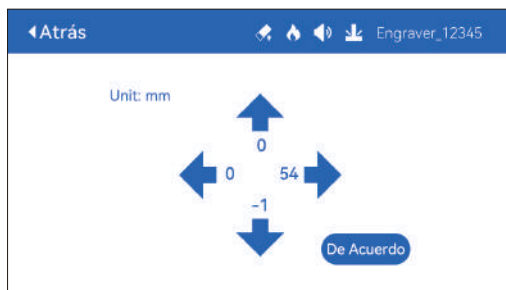 Atrás
Engraver_12345
Unit: mm
0
0 54
-1
De Acuerdo